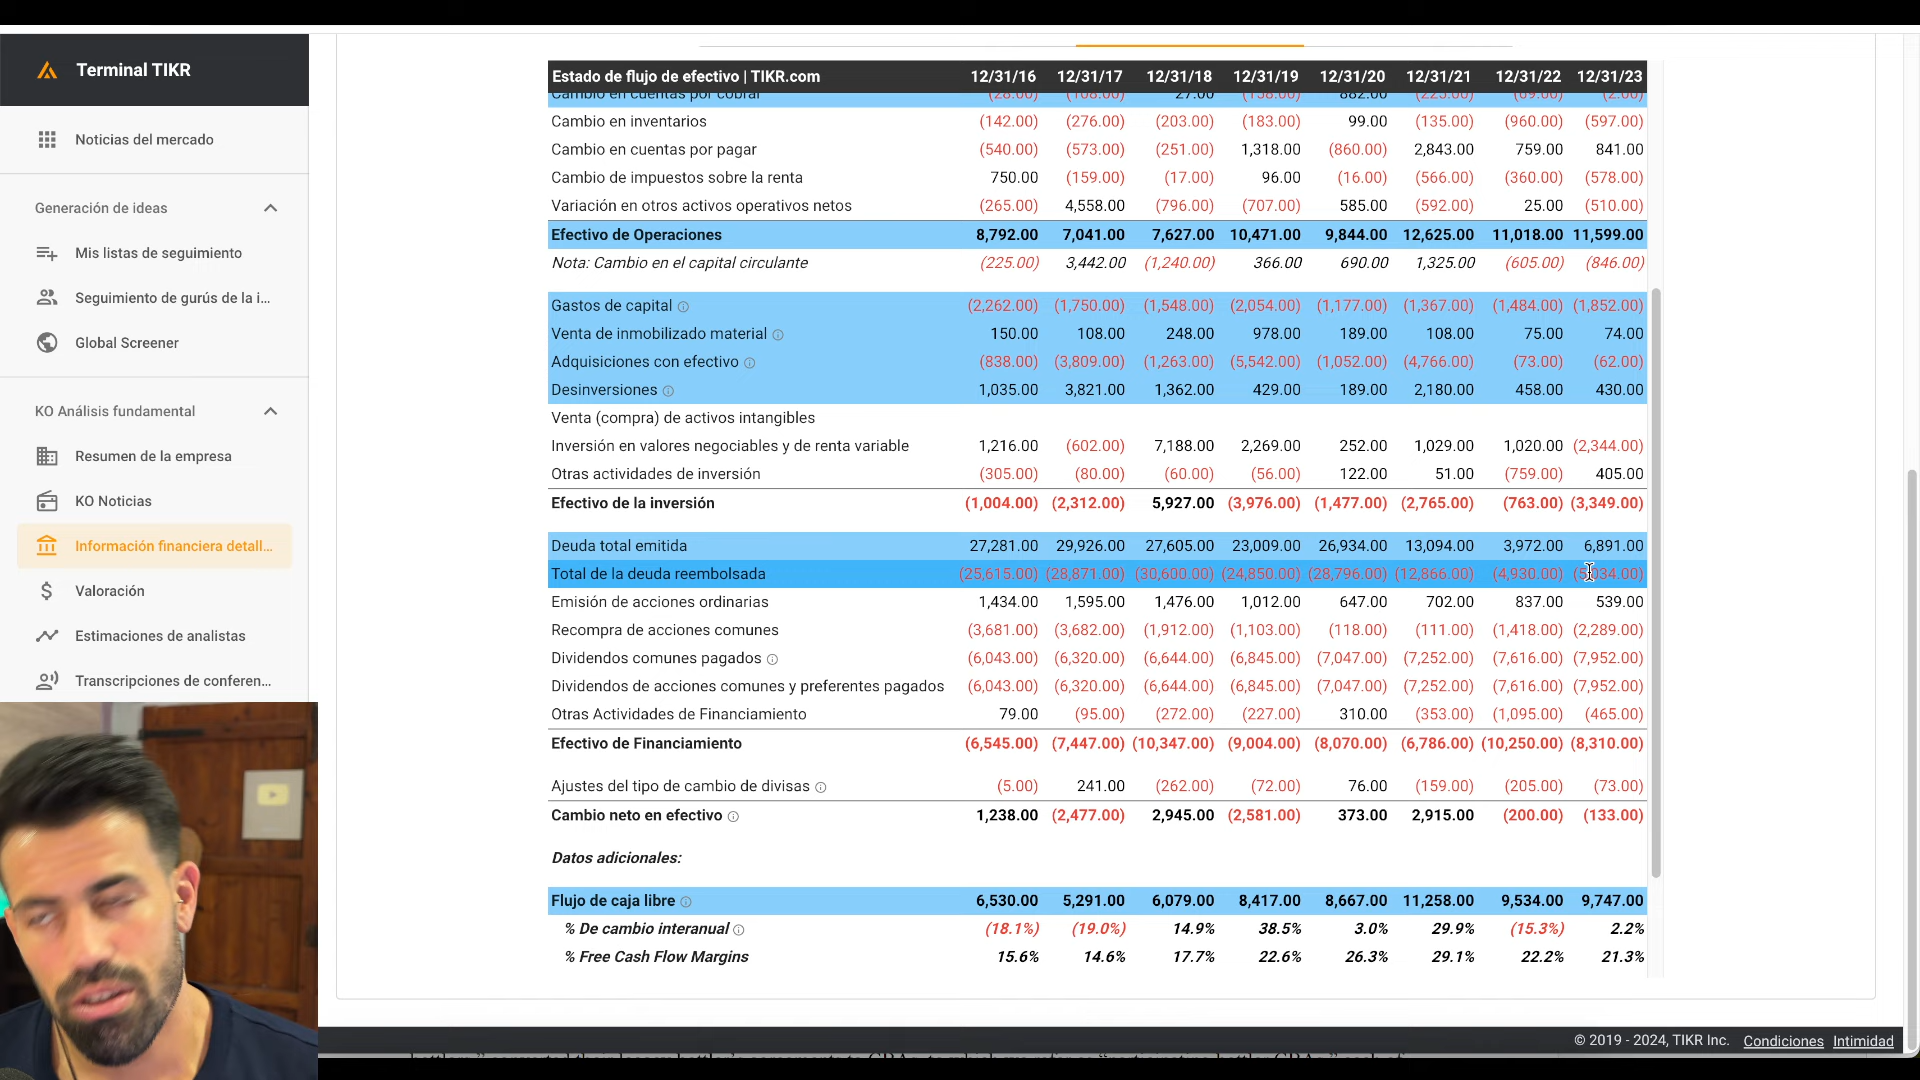 Terminal TIKR
Noticias del mercado
Generación de ideas
Mis listas de seguimiento
Seguimiento de gurús de la i...
Global Screener
KO Análisis fundamental
Resumen de la empresa
KO Noticias
Información financiera detall...
Valoración
Estimaciones de analistas
Transcripciones de conferen...
Estado de flujo de efectivo | TIKR.com 12/31/16 12/31/17 12/31/18 12/31/19 12/31/20 12/31/21 12/31/22 12/31/23
Cambio en cuentas por cobrar (28.00) (108.00) 27.00 (158.00) 882.00 (225.00) (69.00) (2.00)
Cambio en inventarios (142.00) (276.00) (203.00) (183.00) 99.00 (135.00) (960.00) (597.00)
Cambio en cuentas por pagar (540.00) (573.00) (251.00) 1,318.00 (860.00) 2,843.00 759.00 841.00
Cambio de impuestos sobre la renta 750.00 (159.00) (17.00) 96.00 (16.00) (566.00) (360.00) (578.00)
Variación en otros activos operativos netos (265.00) 4,558.00 (796.00) (707.00) 585.00 (592.00) 25.00 (510.00)
Efectivo de Operaciones 8,792.00 7,041.00 7,627.00 10,471.00 9,844.00 12,625.00 11,018.00 11,599.00
Nota: Cambio en el capital circulante (225.00) 3,442.00 (1,240.00) 366.00 690.00 1,325.00 (605.00) (846.00)
Gastos de capital (2,262.00) (1,750.00) (1,548.00) (2,054.00) (1,177.00) (1,367.00) (1,484.00) (1,852.00)
Venta de inmobilizado material 150.00 108.00 248.00 978.00 189.00 108.00 75.00 74.00
Adquisiciones con efectivo (838.00) (3,809.00) (1,263.00) (5,542.00) (1,052.00) (4,766.00) (73.00) (62.00)
Desinversiones 1,035.00 3,821.00 1,362.00 429.00 189.00 2,180.00 458.00 430.00
Venta (compra) de activos intangibles
Inversión en valores negociables y de renta variable 1,216.00 (602.00) 7,188.00 2,269.00 252.00 1,029.00 1,020.00 (2,344.00)
Otras actividades de inversión (305.00) (80.00) (60.00) (56.00) 122.00 51.00 (759.00) 405.00
Efectivo de la inversión (1,004.00) (2,312.00) 5,927.00 (3,976.00) (1,477.00) (2,765.00) (763.00) (3,349.00)
Deuda total emitida 27,281.00 29,926.00 27,605.00 23,009.00 26,934.00 13,094.00 3,972.00 6,891.00
Total de la deuda reembolsada (25,615.00) (28,871.00) (30,600.00) (24,850.00) (28,796.00) (12,866.00) (4,930.00)
Emisión de acciones ordinarias 1,434.00 1,595.00 1,476.00 1,012.00 647.00 702.00 837.00 539.00
Recompra de acciones comunes (3,681.00) (3,682.00) (1,912.00) (1,103.00) (118.00) (111.00) (1,418.00) (2,289.00)
Dividendos comunes pagados (6,043.00) (6,320.00) (6,644.00) (6,845.00) (7,047.00) (7,252.00) (7,616.00) (7,952.00)
Dividendos de acciones comunes y preferentes pagados (6,043.00) (6,320.00) (6,644.00) (6,845.00) (7,047.00) (7,252.00) (7,616.00) (7,952.00)
Otras Actividades de Financiamiento 79.00 (95.00) (272.00) (227.00) 310.00 (353.00) (1,095.00) (465.00)
Efectivo de Financiamiento (6,545.00) (7,447.00) (10,347.00) (9,004.00) (8,070.00) (6,786.00) (10,250.00) (8,310.00)
Ajustes del tipo de cambio de divisas (5.00) 241.00 (262.00) (72.00) 76.00 (159.00) (205.00) (73.00)
Cambio neto en efectivo 1,238.00 (2,477.00) 2,945.00 (2,581.00) 373.00 2,915.00 (200.00) (133.00)
Datos adicionales:
Flujo de caja libre 6,530.00 5,291.00 6,079.00 8,417.00 8,667.00 11,258.00 9,534.00 9,747.00
% De cambio interanual (18.1%) (19.0%) 14.9% 38.5% 3.0% 29.9% (15.3%) 2.2%
% Free Cash Flow Margins 15.6% 14.6% 17.7% 22.6% 26.3% 29.1% 22.2% 21.3%
© 2019 - 2024, TIKR Inc. Condiciones Intimidad